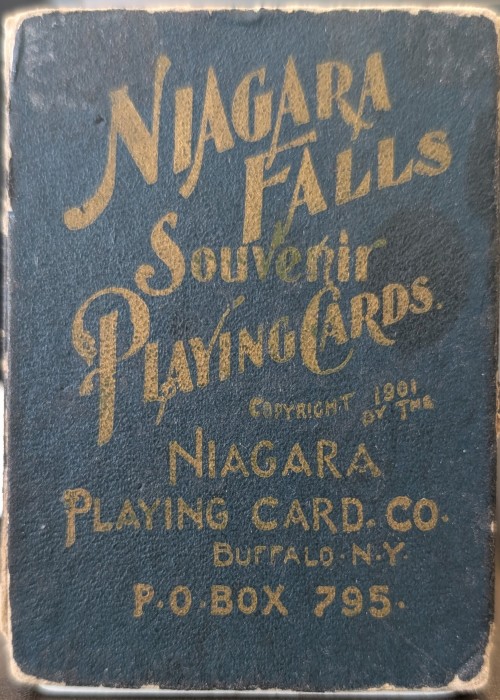 NIAGARA
FALLS
Souvenir
PLAYING CARDS.
COPYRIGHT 1901
BY THE
NIAGARA
PLAYING CARD. CO.
BUFFALO. N.Y.
P.O.BOX 795.